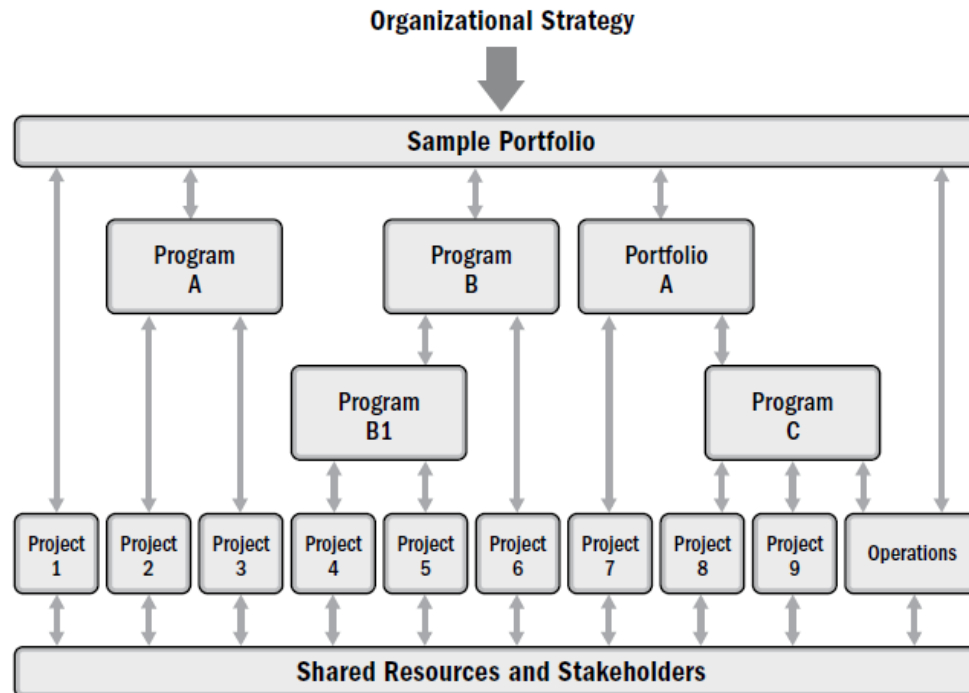 Organizational Strategy
Sample Portfolio
Program
A
Program
B
Portfolio
A
Program
B1
Program
C
Project
1
Project
2
Project
3
Project
4
Project
5
Project
6
Project
7
Project
8
Project
9
Operations
Shared Resources and Stakeholders